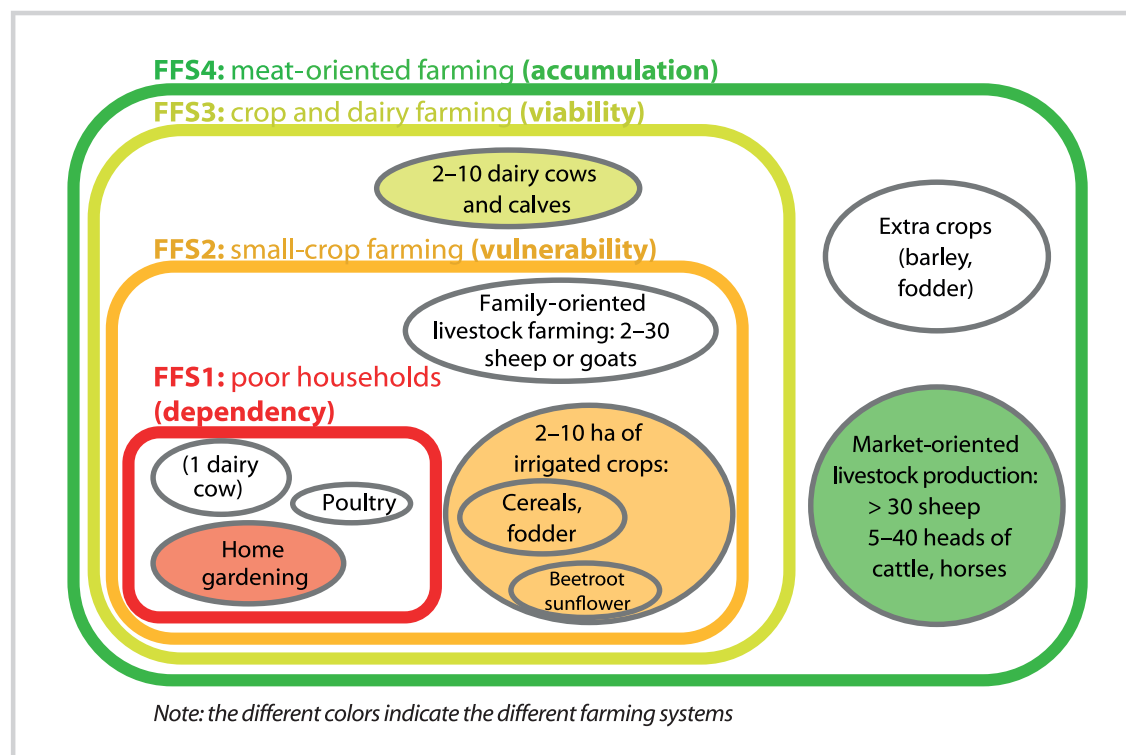 FFS4: meat-oriented farming (accumulation)
FFS3: crop and dairy farming (viability)
2–10 dairy cows
and calves
Extra crops
(barley,
fodder)
FFS2: small-crop farming (vulnerability)
Family-oriented
livestock farming: 2–30
sheep or goats
FFS1: poor households
(dependency)
(1 dairy
cow)
Poultry
Home
gardening
2–10 ha of
irrigated crops:
Cereals,
fodder
Beetroot
sunflower
Market-oriented
livestock production:
> 30 sheep
5–40 heads of
cattle, horses
Note: the different colors indicate the different farming systems